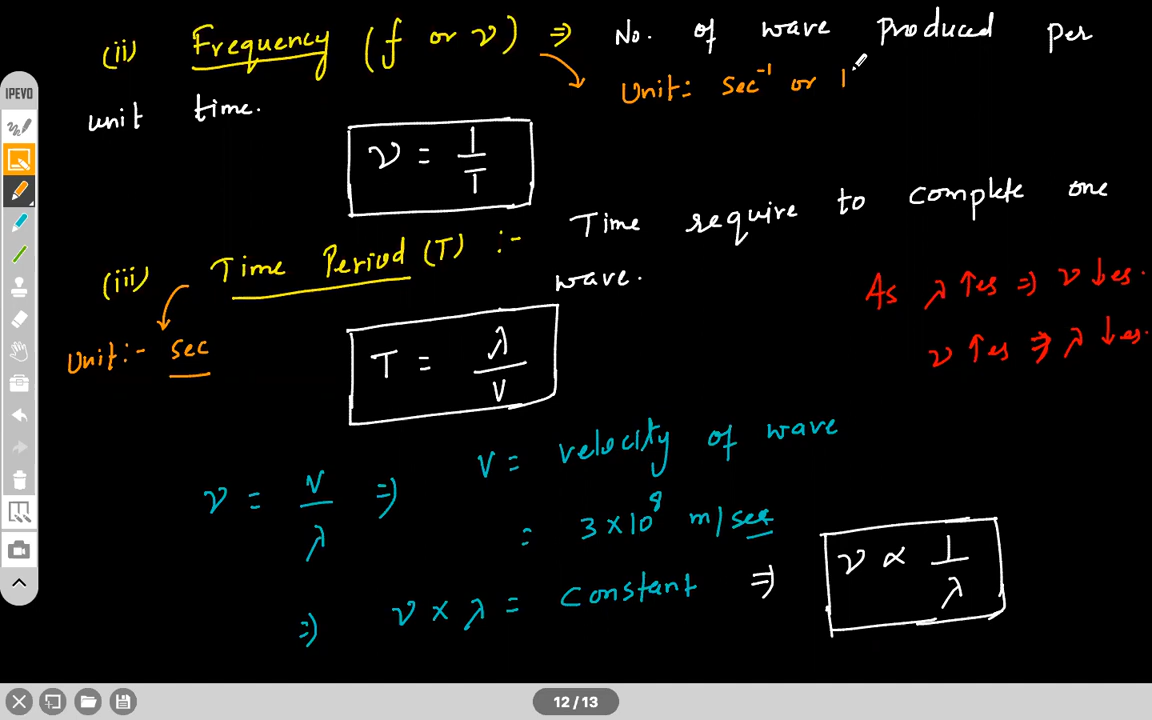 (ii) Frequency (f or ν) ⇒ No. of wave produced per
Unit: Sec⁻¹ or
unit time.
ν = 1/T
(iii) Time Period (T) :- Time require to complete one
wave.
Unit:- sec
T = λ/v
As λ ↑es ⇒ ν ↓es.
ν ↑es ⇒ λ ↓es.
ν = v/λ ⇒ v = velocity of wave
= 3 × 10⁸ m/sec
⇒ ν × λ = constant ⇒ ν ∝ 1/λ
IPEVO
12 / 13